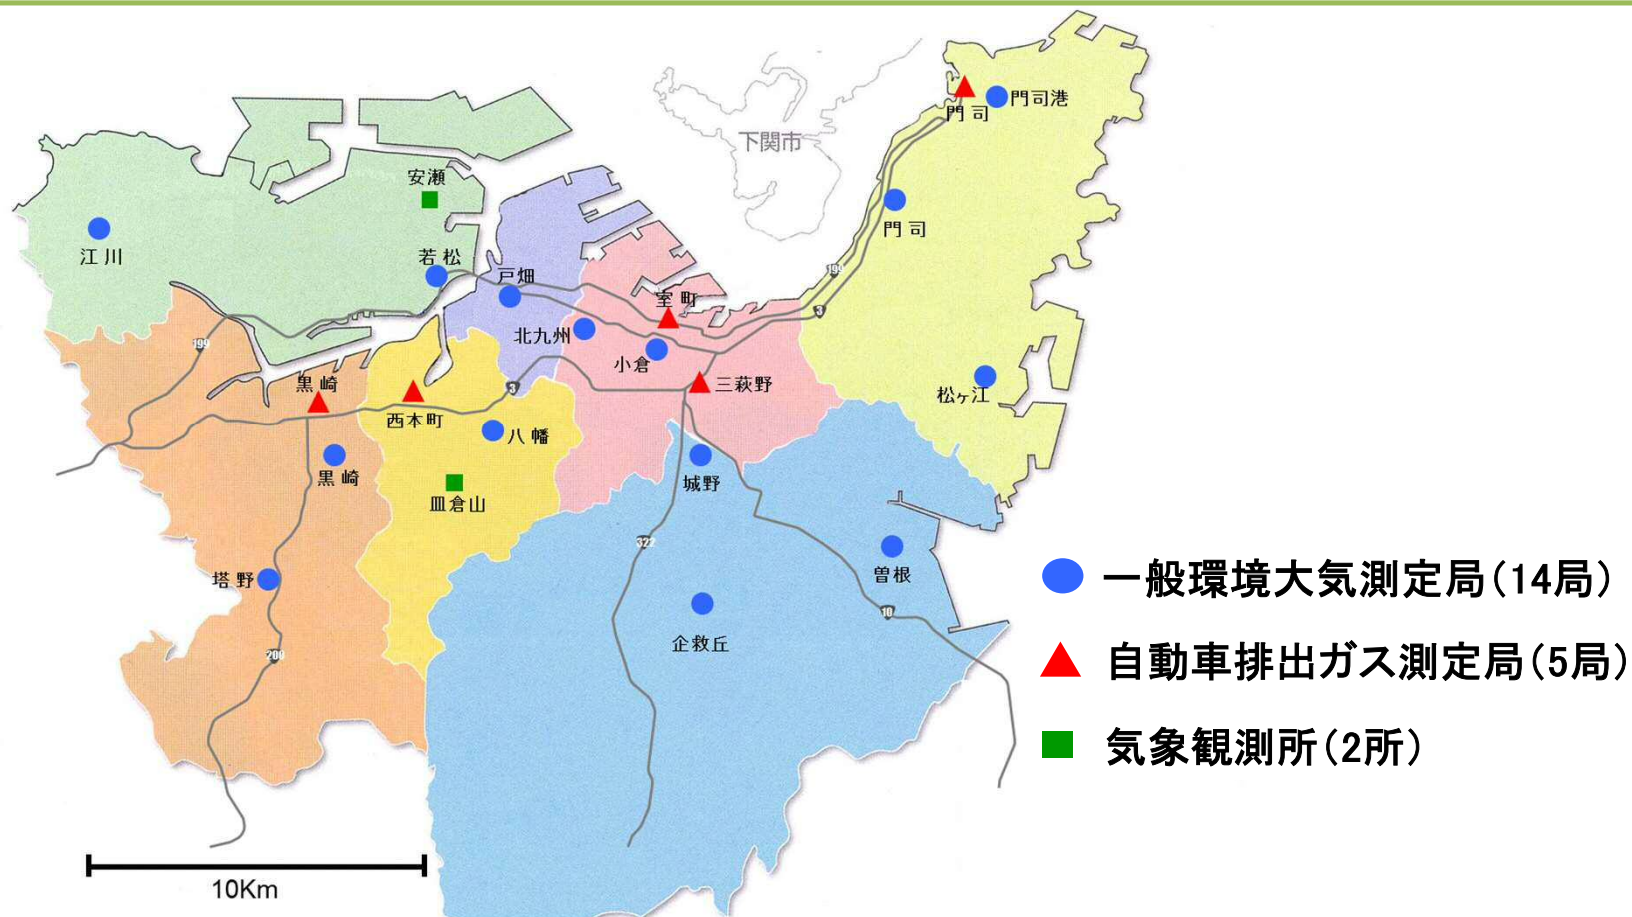 門司港
門司
下関市
安瀬
門司
江川
若松
戸畑
199
室町
3
北九州
199
小倉
黒崎
三萩野
3
松ヶ江
西本町
八幡
黒崎
城野
皿倉山
322
曽根
塔野
10
企救丘
200
一般環境大気測定局(14局)
自動車排出ガス測定局(5局)
気象観測所(2所)
10Km